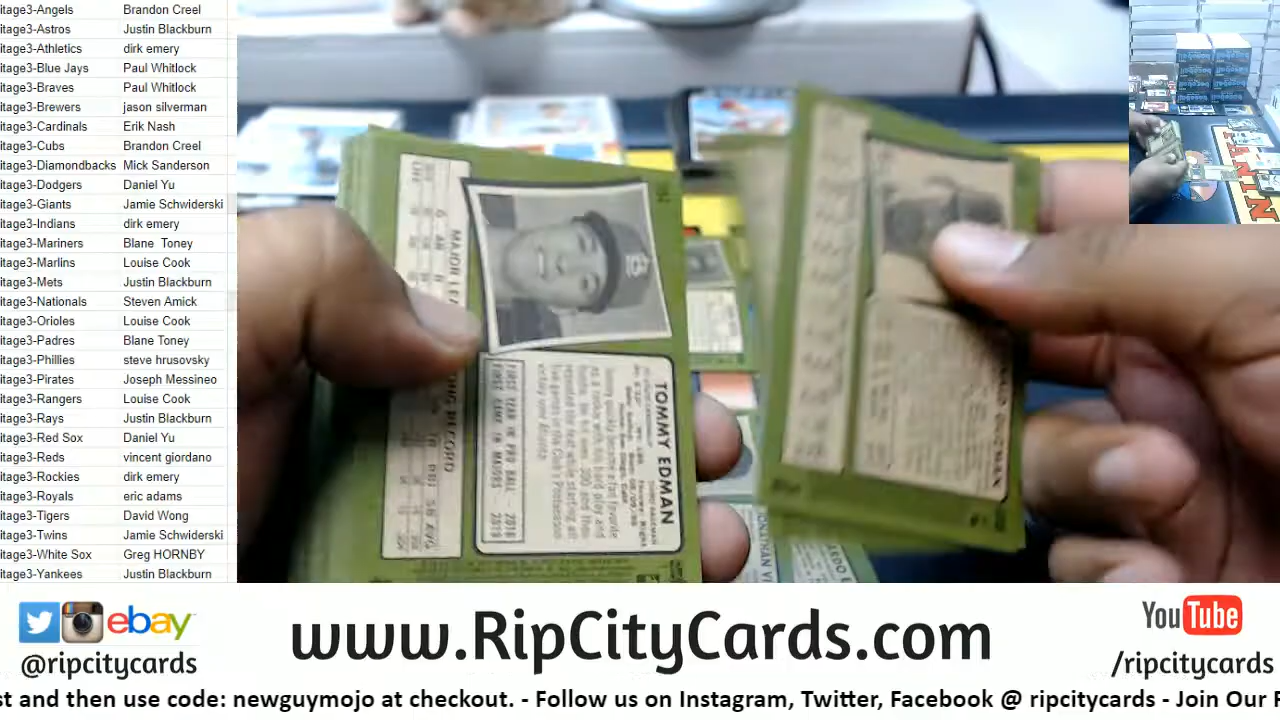 itage3-Angels Brandon Creel
itage3-Astros Justin Blackburn
itage3-Athletics dirk emery
itage3-Blue Jays Paul Whitlock
itage3-Braves Paul Whitlock
itage3-Brewers jason silverman
itage3-Cardinals Erik Nash
itage3-Cubs Brandon Creel
itage3-Diamondbacks Mick Sanderson
itage3-Dodgers Daniel Yu
itage3-Giants Jamie Schwiderski
itage3-Indians dirk emery
itage3-Mariners Blane Toney
itage3-Marlins Louise Cook
itage3-Mets Justin Blackburn
itage3-Nationals Steven Amick
itage3-Orioles Louise Cook
itage3-Padres Blane Toney
itage3-Phillies steve hrusovsky
itage3-Pirates Joseph Messineo
itage3-Rangers Louise Cook
itage3-Rays Justin Blackburn
itage3-Red Sox Daniel Yu
itage3-Reds vincent giordano
itage3-Rockies dirk emery
itage3-Royals eric adams
itage3-Tigers David Wong
itage3-Twins Jamie Schwiderski
itage3-White Sox Greg HORNBY
itage3-Yankees Justin Blackburn
TOMMY EDMAN
FIRST YEAR IN PRO BALL - 2016
FIRST GAME IN MAJORS - 2019
MAJOR LEA
ebay
@ripcitycards
www.RipCityCards.com
YouTube
/ripcitycards
st and then use code: newguymojo at checkout. - Follow us on Instagram, Twitter, Facebook @ ripcitycards - Join Our F